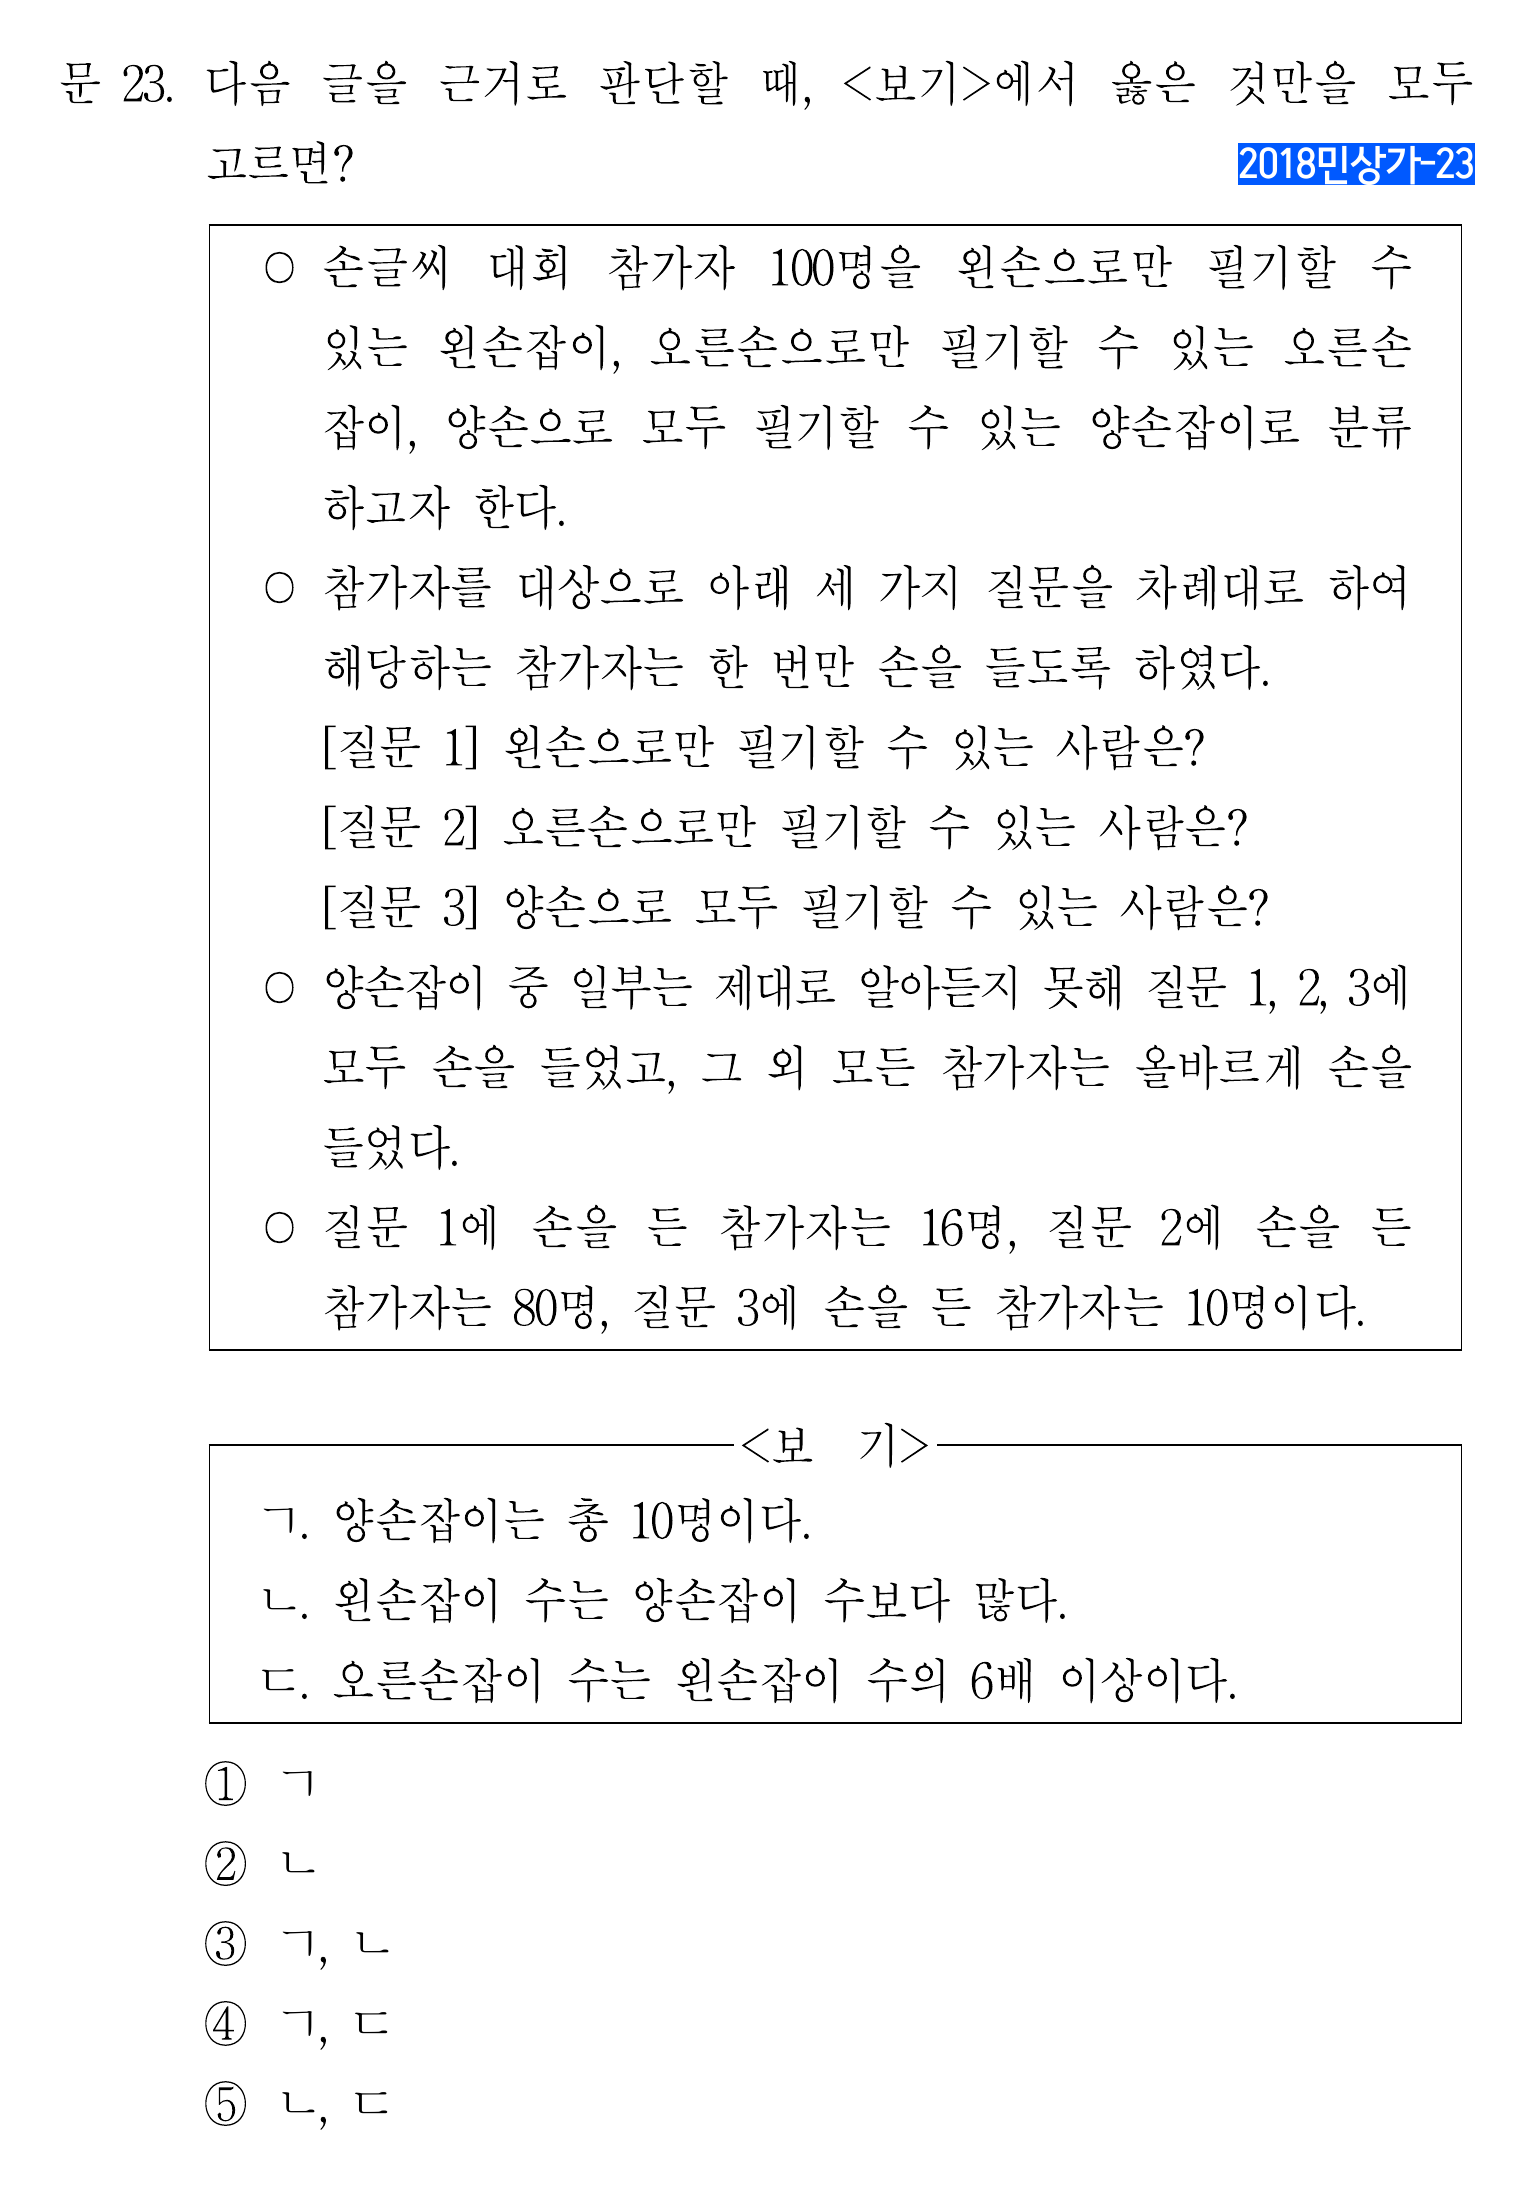 문 23. 다음 글을 근거로 판단할 때, <보기>에서 옳은 것만을 모두
고르면?
2018민상가-23
○ 손글씨 대회 참가자 100명을 왼손으로만 필기할 수
있는 왼손잡이, 오른손으로만 필기할 수 있는 오른손
잡이, 양손으로 모두 필기할 수 있는 양손잡이로 분류
하고자 한다.
○ 참가자를 대상으로 아래 세 가지 질문을 차례대로 하여
해당하는 참가자는 한 번만 손을 들도록 하였다.
[질문 1] 왼손으로만 필기할 수 있는 사람은?
[질문 2] 오른손으로만 필기할 수 있는 사람은?
[질문 3] 양손으로 모두 필기할 수 있는 사람은?
○ 양손잡이 중 일부는 제대로 알아듣지 못해 질문 1, 2, 3에
모두 손을 들었고, 그 외 모든 참가자는 올바르게 손을
들었다.
○ 질문 1에 손을 든 참가자는 16명, 질문 2에 손을 든
참가자는 80명, 질문 3에 손을 든 참가자는 10명이다.
<보 기>
ㄱ. 양손잡이는 총 10명이다.
ㄴ. 왼손잡이 수는 양손잡이 수보다 많다.
ㄷ. 오른손잡이 수는 왼손잡이 수의 6배 이상이다.
① ㄱ
② ㄴ
③ ㄱ, ㄴ
④ ㄱ, ㄷ
⑤ ㄴ, ㄷ